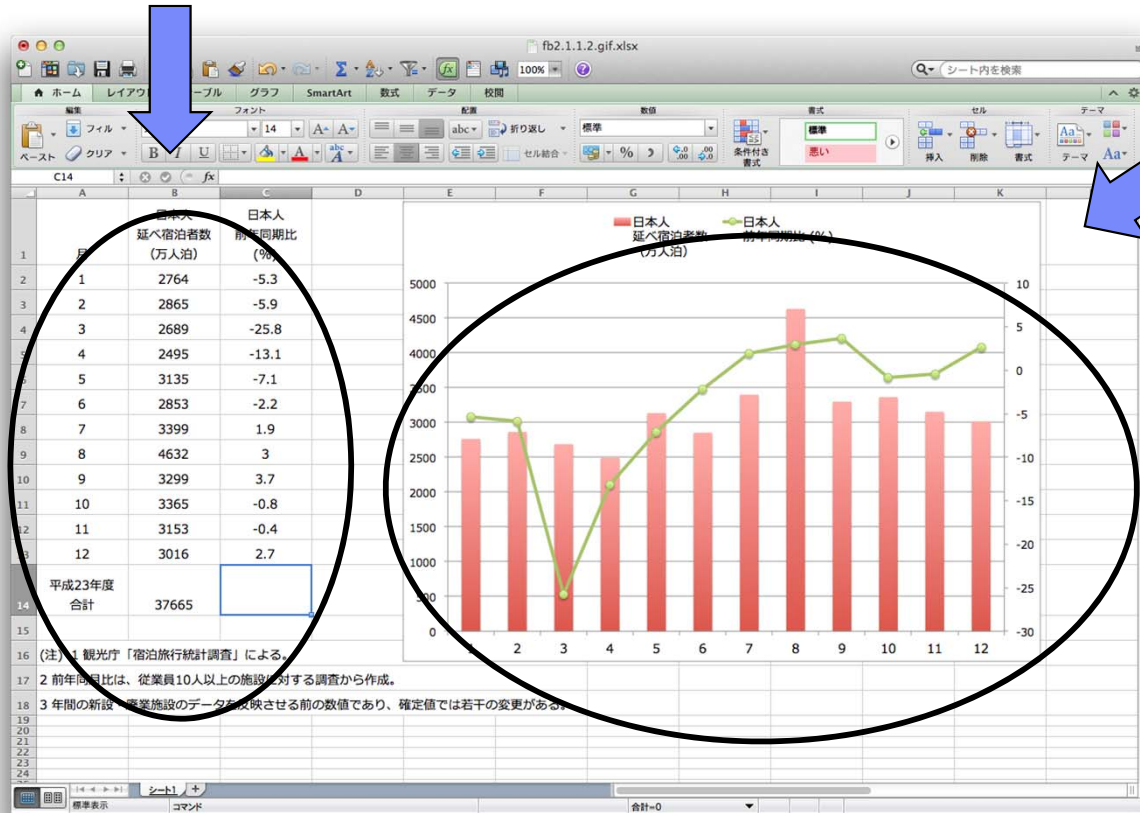 fb2.1.1.2.gif.xlsx
100%
シート内を検索
ホーム レイアウ ーブル グラフ SmartArt 数式 データ 校閲
編集 フォント 配置 数値 書式 セル テーマ
ペースト フィル クリア 14 abc 折り返し セル結合 標準 条件付き書式 標準 悪い 挿入 削除 書式 テーマ Aa
B I U
C14 fx
A B C D E F G H I J K
1 月 日本人 延べ宿泊者数 (万人泊) 日本人 前年同期比 (%)
2 1 2764 -5.3
3 2 2865 -5.9
4 3 2689 -25.8
5 4 2495 -13.1
6 5 3135 -7.1
7 6 2853 -2.2
8 7 3399 1.9
9 8 4632 3
10 9 3299 3.7
11 10 3365 -0.8
12 11 3153 -0.4
13 12 3016 2.7
14 平成23年度 合計 37665
15
16 (注) 1 観光庁「宿泊旅行統計調査」による。
17 2 前年同月比は、従業員10人以上の施設に対する調査から作成。
18 3 年間の新設 廃業施設のデータを反映させる前の数値であり、確定値では若干の変更がある。
19
20
21
22
23
24
日本人 延べ宿泊者数 (万人泊)
日本人 前年同期比 (%)
5000
4500
4000
3500
3000
2500
2000
1500
1000
500
0
10
5
0
-5
-10
-15
-20
-25
-30
1 2 3 4 5 6 7 8 9 10 11 12
シート1
標準表示 コマンド 合計=0